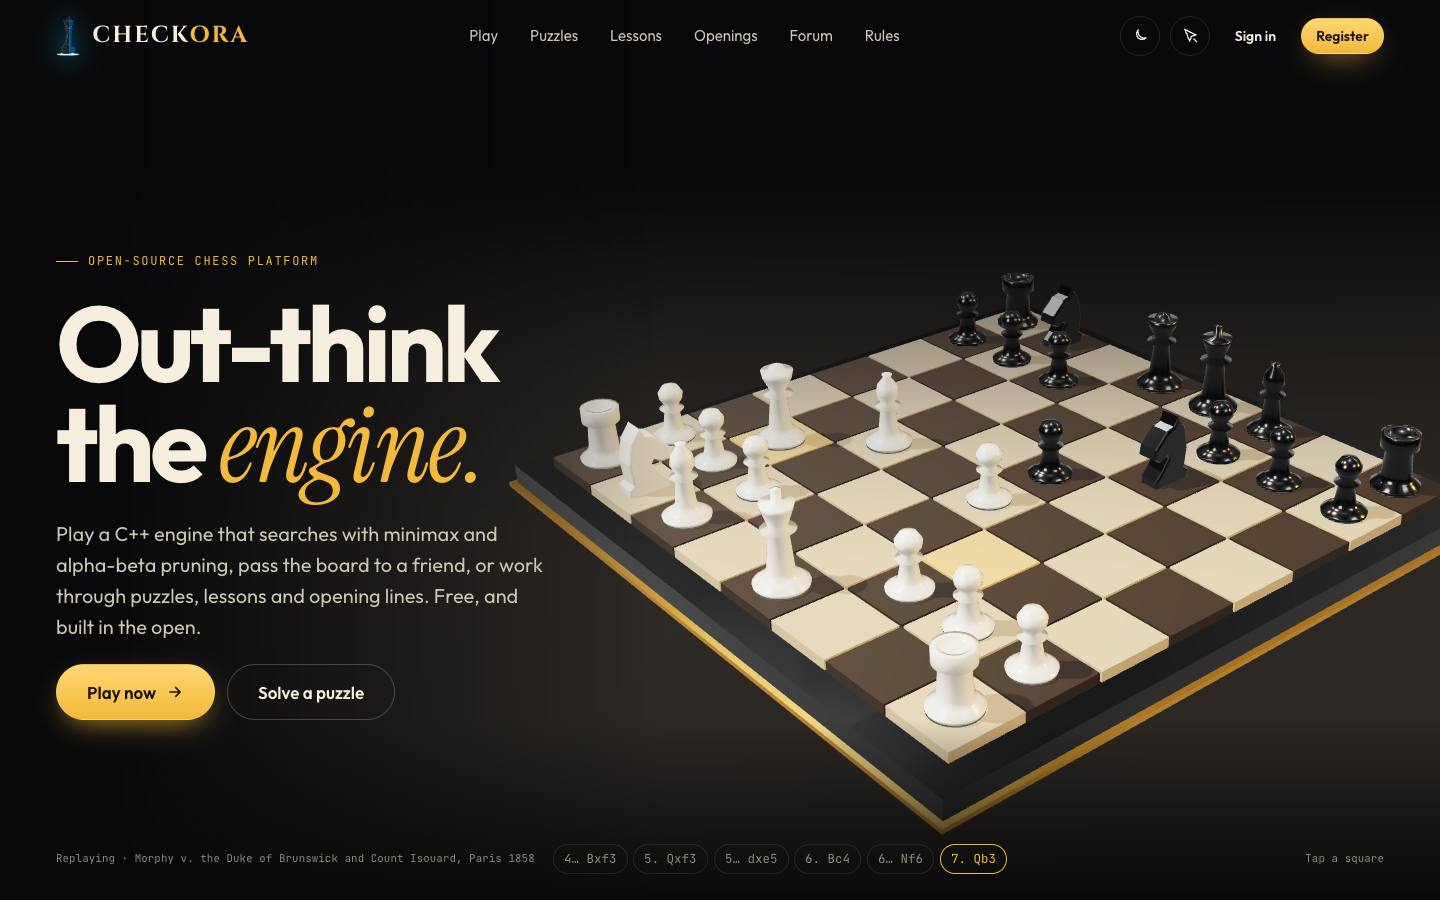 CHECKORA
Play
Puzzles
Lessons
Openings
Forum
Rules
Sign in
Register
OPEN-SOURCE CHESS PLATFORM
Out-think
the engine.
Play a C++ engine that searches with minimax and
alpha-beta pruning, pass the board to a friend, or work
through puzzles, lessons and opening lines. Free, and
built in the open.
Play now
Solve a puzzle
Replaying · Morphy v. the Duke of Brunswick and Count Isouard, Paris 1858
4… Bxf3
5. Qxf3
5… dxe5
6. Bc4
6… Nf6
7. Qb3
Tap a square